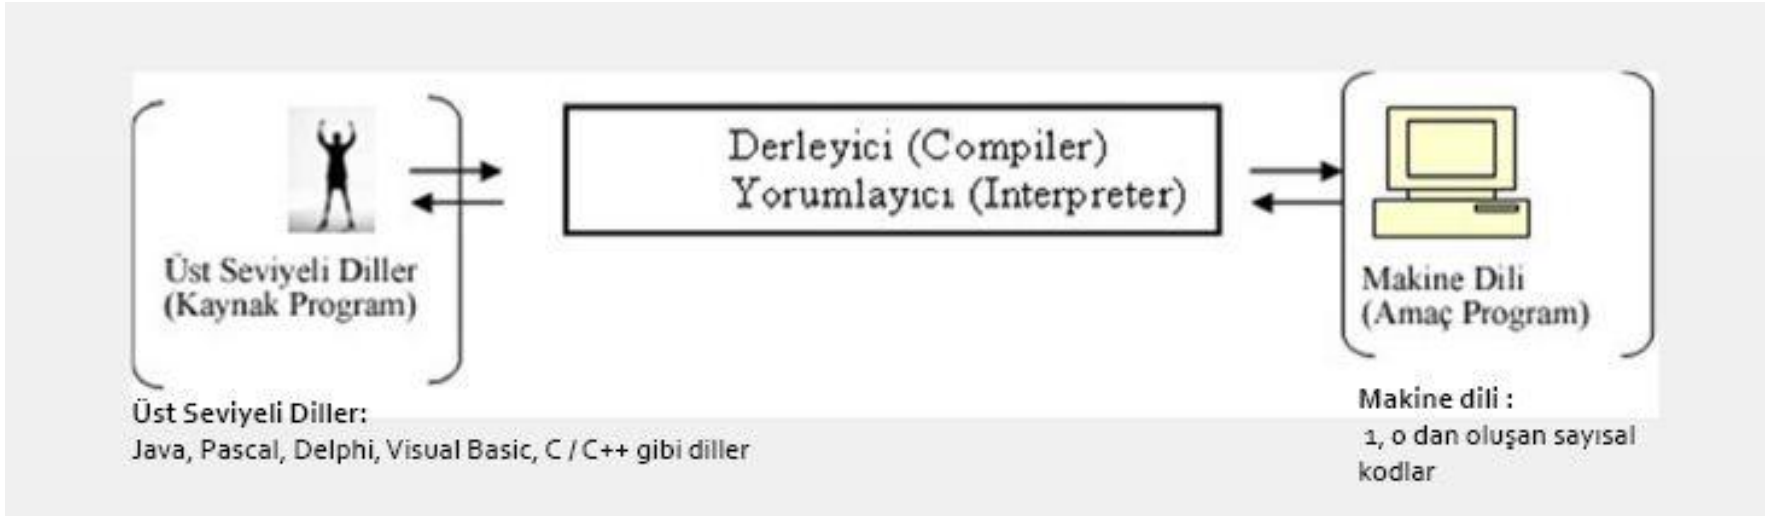 Derleyici (Compiler)
Yorumlayıcı (Interpreter)
Üst Seviyeli Diller
(Kaynak Program)
Makine Dili
(Amaç Program)
Üst Seviyeli Diller:
Java, Pascal, Delphi, Visual Basic, C / C++ gibi diller
Makine dili :
1, 0 dan oluşan sayısal
kodlar